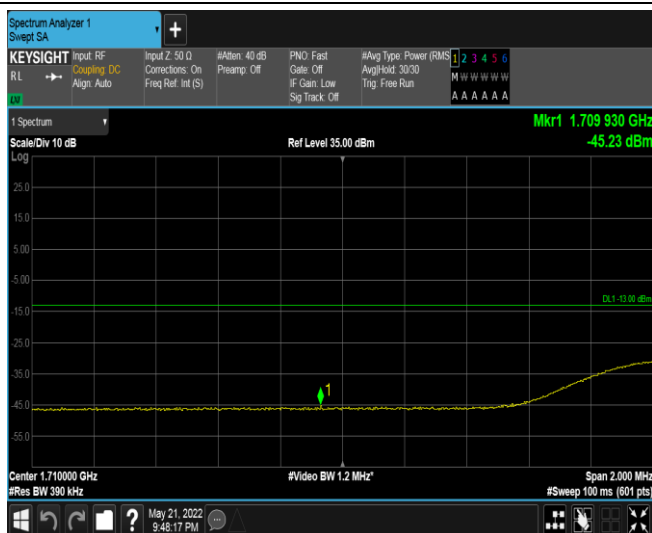 Spectrum Analyzer 1
Swept SA
KEYSIGHT
RL
Input: RF
Coupling: DC
Align: Auto
Input Z: 50 Ω
Corrections: On
Freq Ref: Int (S)
#Atten: 40 dB
Preamp: Off
PNO: Fast
Gate: Off
IF Gain: Low
Sig Track: Off
#Avg Type: Power (RMS
Avg|Hold: 30/30
Trig: Free Run
1 2 3 4 5 6
M W W W W W
A A A A A A
1 Spectrum
Scale/Div 10 dB
Log
Ref Level 35.00 dBm
Mkr1 1.709 930 GHz
-45.23 dBm
25.0
15.0
5.00
-5.00
-15.0
-25.0
-35.0
-45.0
-55.0
DL1 -13.00 dBm
1
Center 1.710000 GHz
#Res BW 390 kHz
#Video BW 1.2 MHz*
Span 2.000 MHz
#Sweep 100 ms (601 pts)
?
May 21, 2022
9:48:17 PM